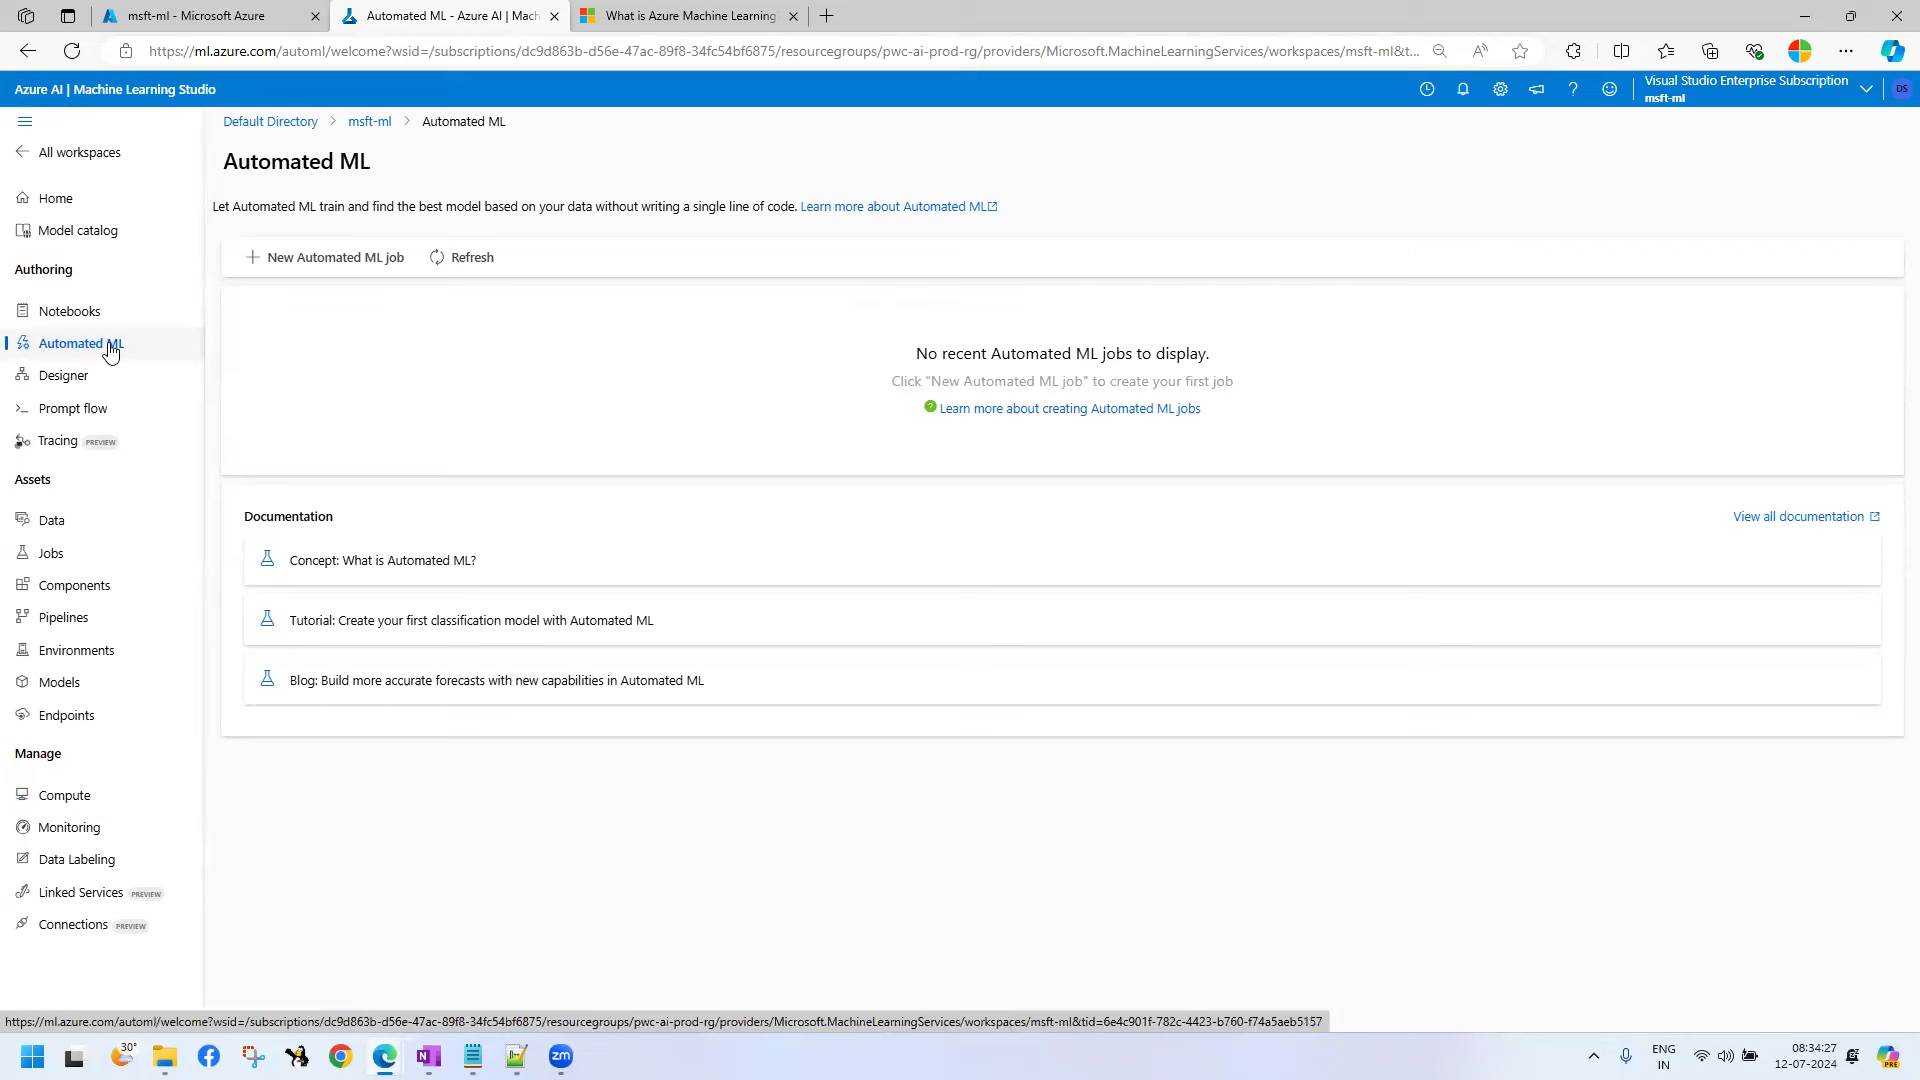 msft-ml - Microsoft Azure
Automated ML - Azure AI | Mach
What is Azure Machine Learning
https://ml.azure.com/automl/welcome?wsid=/subscriptions/dc9d863b-d56e-47ac-89f8-34fc54bf6875/resourcegroups/pwc-ai-prod-rg/providers/Microsoft.MachineLearningServices/workspaces/msft-ml&t...
Azure AI | Machine Learning Studio
Visual Studio Enterprise Subscription
msft-ml
DS
All workspaces
Home
Model catalog
Authoring
Notebooks
Automated ML
Designer
Prompt flow
Tracing PREVIEW
Assets
Data
Jobs
Components
Pipelines
Environments
Models
Endpoints
Manage
Compute
Monitoring
Data Labeling
Linked Services PREVIEW
Connections PREVIEW
Default Directory > msft-ml > Automated ML
Automated ML
Let Automated ML train and find the best model based on your data without writing a single line of code. Learn more about Automated ML
New Automated ML job
Refresh
No recent Automated ML jobs to display.
Click "New Automated ML job" to create your first job
Learn more about creating Automated ML jobs
Documentation
View all documentation
Concept: What is Automated ML?
Tutorial: Create your first classification model with Automated ML
Blog: Build more accurate forecasts with new capabilities in Automated ML
https://ml.azure.com/automl/welcome?wsid=/subscriptions/dc9d863b-d56e-47ac-89f8-34fc54bf6875/resourcegroups/pwc-ai-prod-rg/providers/Microsoft.MachineLearningServices/workspaces/msft-ml&tid=6e4c901f-782c-4423-b760-f74a5aeb5157
30°
zm
ENG
IN
08:34:27
12-07-2024
PRE